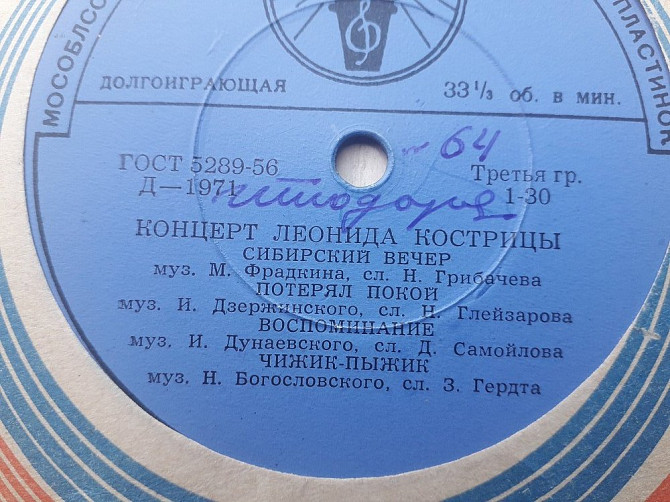 МОСОБЛСО
ПЛАСТИНОК
ДОЛГОИГРАЮЩАЯ 33⅓ об. в мин.
64
ГОСТ 5289-56 Третья гр.
Д—1971 1-30
КОНЦЕРТ ЛЕОНИДА КОСТРИЦЫ
СИБИРСКИЙ ВЕЧЕР
муз. М. Фрадкина, сл. Н. Грибачева
ПОТЕРЯЛ ПОКОЙ
муз. И. Дзержинского, сл. Н. Глейзарова
ВОСПОМИНАНИЕ
муз. И. Дунаевского, сл. Д. Самойлова
ЧИЖИК-ПЫЖИК
муз. Н. Богословского, сл. З. Гердта